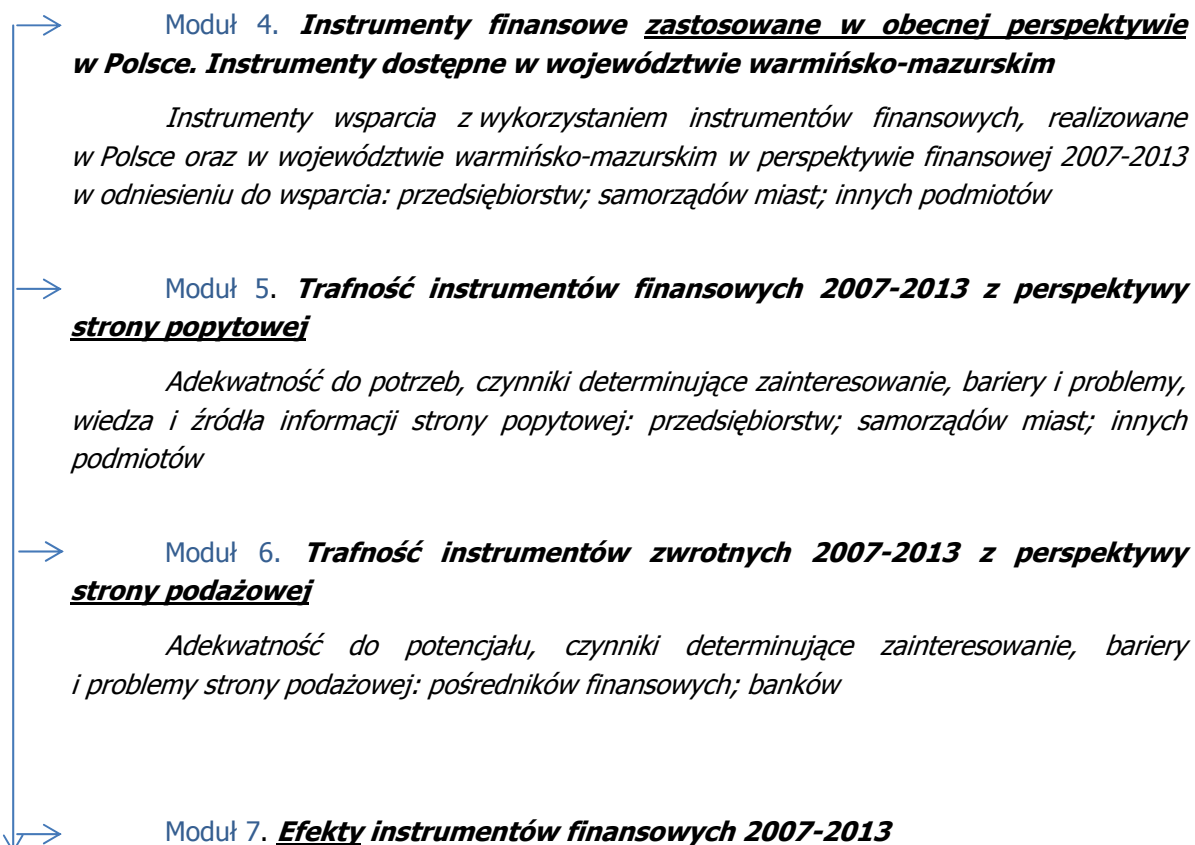 Moduł 4. Instrumenty finansowe zastosowane w obecnej perspektywie
w Polsce. Instrumenty dostępne w województwie warmińsko-mazurskim
Instrumenty wsparcia z wykorzystaniem instrumentów finansowych, realizowane
w Polsce oraz w województwie warmińsko-mazurskim w perspektywie finansowej 2007-2013
w odniesieniu do wsparcia: przedsiębiorstw; samorządów miast; innych podmiotów
Moduł 5. Trafność instrumentów finansowych 2007-2013 z perspektywy
strony popytowej
Adekwatność do potrzeb, czynniki determinujące zainteresowanie, bariery i problemy,
wiedza i źródła informacji strony popytowej: przedsiębiorstw; samorządów miast; innych
podmiotów
Moduł 6. Trafność instrumentów zwrotnych 2007-2013 z perspektywy
strony podażowej
Adekwatność do potencjału, czynniki determinujące zainteresowanie, bariery
i problemy strony podażowej: pośredników finansowych; banków
Moduł 7. Efekty instrumentów finansowych 2007-2013